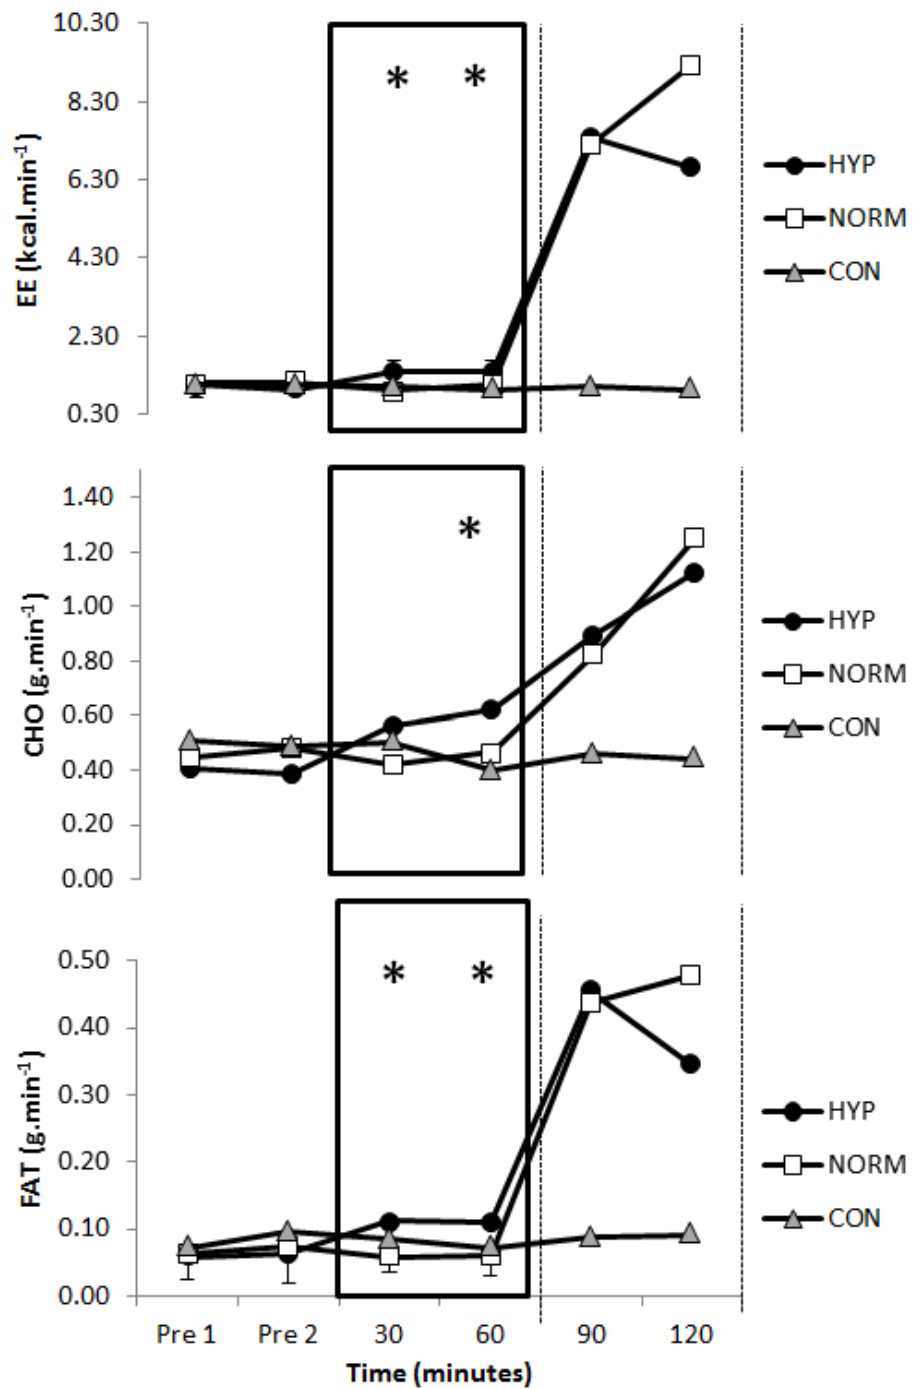 10.30
8.30
6.30
4.30
2.30
0.30
EE (kcal.min-1)
* *
HYP
NORM
CON
1.40
1.20
1.00
0.80
0.60
0.40
0.20
0.00
CHO (g.min-1)
*
HYP
NORM
CON
0.50
0.40
0.30
0.20
0.10
0.00
FAT (g.min-1)
* *
HYP
NORM
CON
Pre 1 Pre 2 30 60 90 120
Time (minutes)